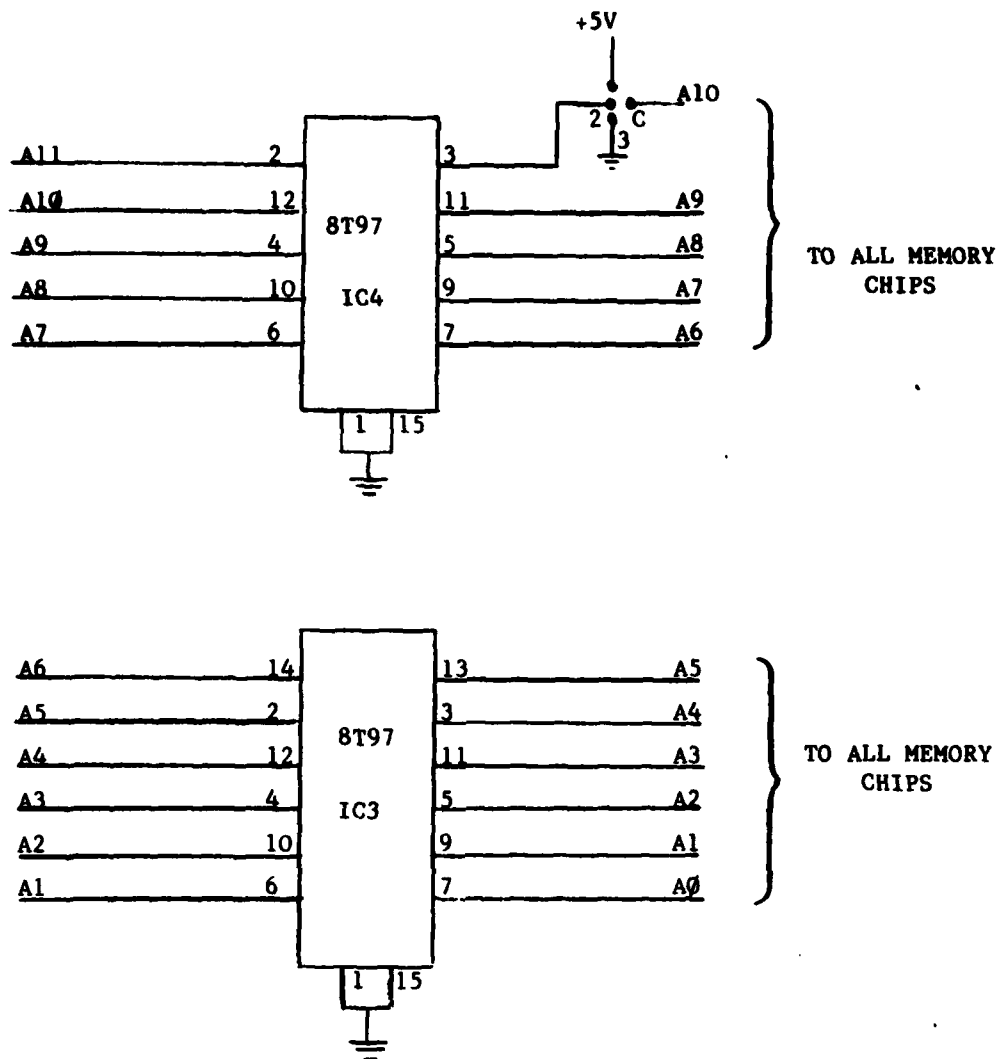 +5V
A10
2 C
3
A11 2 3
A1Ø 12 11 A9
8T97
A9 4 5 A8
TO ALL MEMORY
CHIPS
A8 10 IC4 9 A7
A7 6 7 A6
1 15
A6 14 13 A5
A5 2 3 A4
8T97
A4 12 11 A3
TO ALL MEMORY
CHIPS
A3 4 IC3 5 A2
A2 10 9 A1
A1 6 7 AØ
1 15